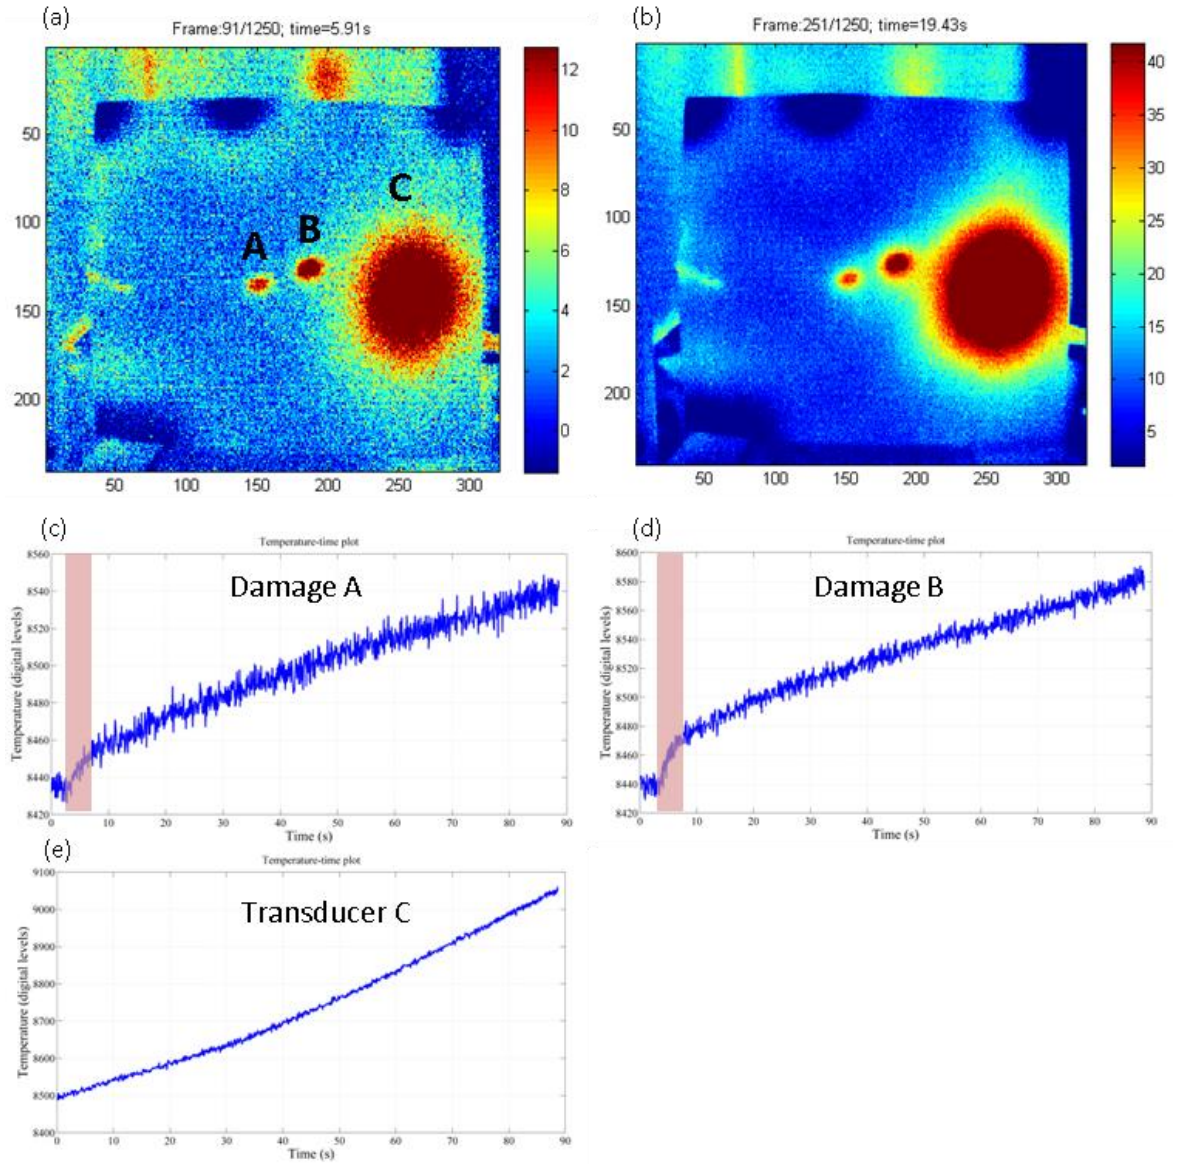 (a)
Frame:91/1250; time=5.91s
12
10
8
6
4
2
0
50
100
150
200
50 100 150 200 250 300
A
B
C
(b)
Frame:251/1250; time=19.43s
40
35
30
25
20
15
10
5
50
100
150
200
50 100 150 200 250 300
(c)
Temperature-time plot
Damage A
Temperature (digital levels)
8560
8540
8520
8500
8480
8460
8440
8420
0 10 20 30 40 50 60 70 80 90
Time (s)
(d)
Temperature-time plot
Damage B
Temperature (digital levels)
8600
8580
8560
8540
8520
8500
8480
8460
8440
8420
0 10 20 30 40 50 60 70 80 90
Time (s)
(e)
Temperature-time plot
Transducer C
Temperature (digital levels)
9100
9000
8900
8800
8700
8600
8500
8400
0 10 20 30 40 50 60 70 80 90
Time (s)